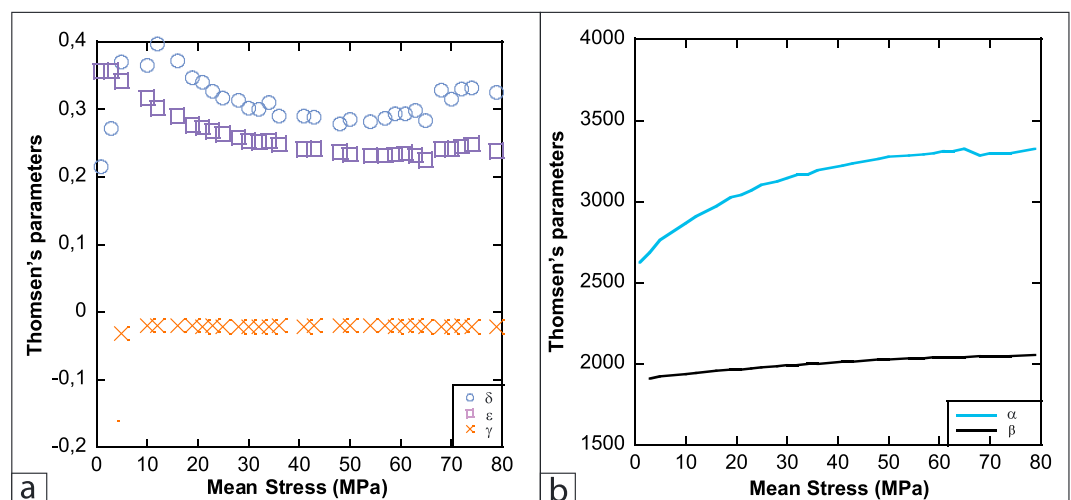 0,4
0,3
0,2
0,1
0
-0,1
-0,2
Thomsen's parameters
0 10 20 30 40 50 60 70 80
Mean Stress (MPa)
δ
ε
γ
a
4000
3500
3000
2500
2000
1500
Thomsen's parameters
0 10 20 30 40 50 60 70 80
Mean Stress (MPa)
α
β
b